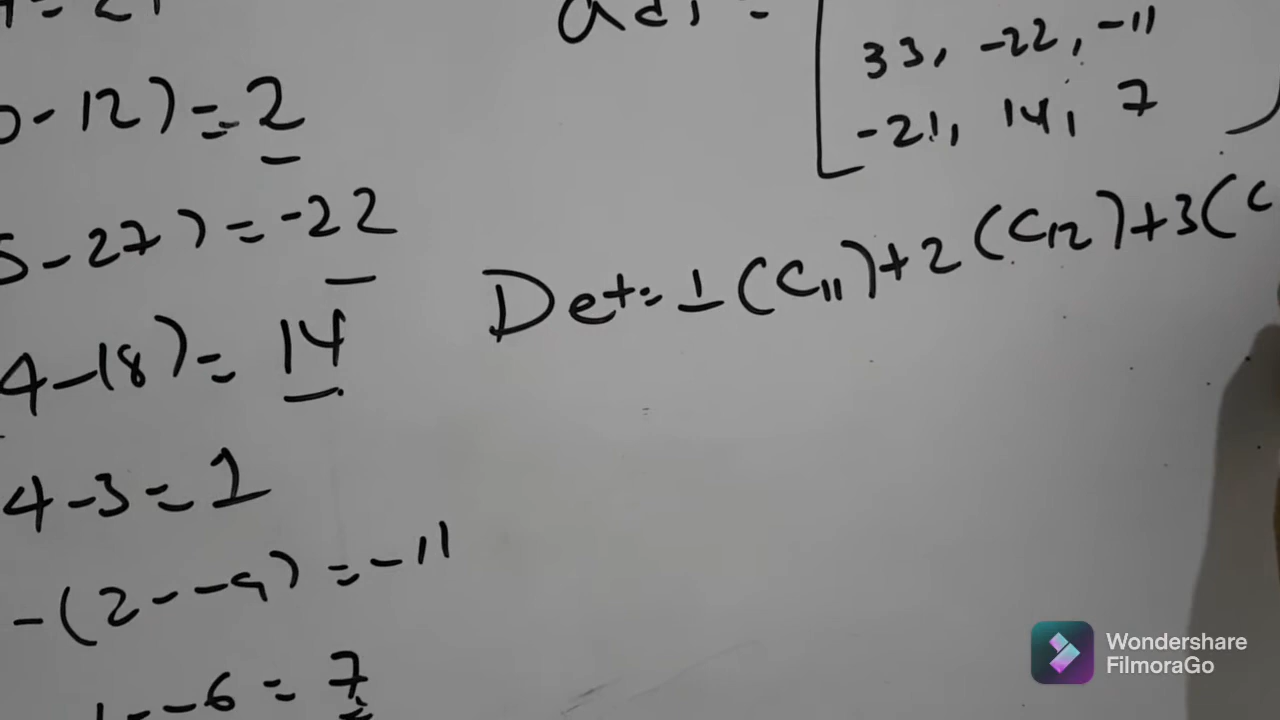 = 21
- 12) = 2
- 27) = -22
4 - 18) = 14
4 - 3 = 1
-(2 - -9) = -11
- -6 = 7
adj =
33, -22, -11
-21, 14, 7
Det = 1(C11) + 2(C12) + 3(C
Wondershare
FilmoraGo